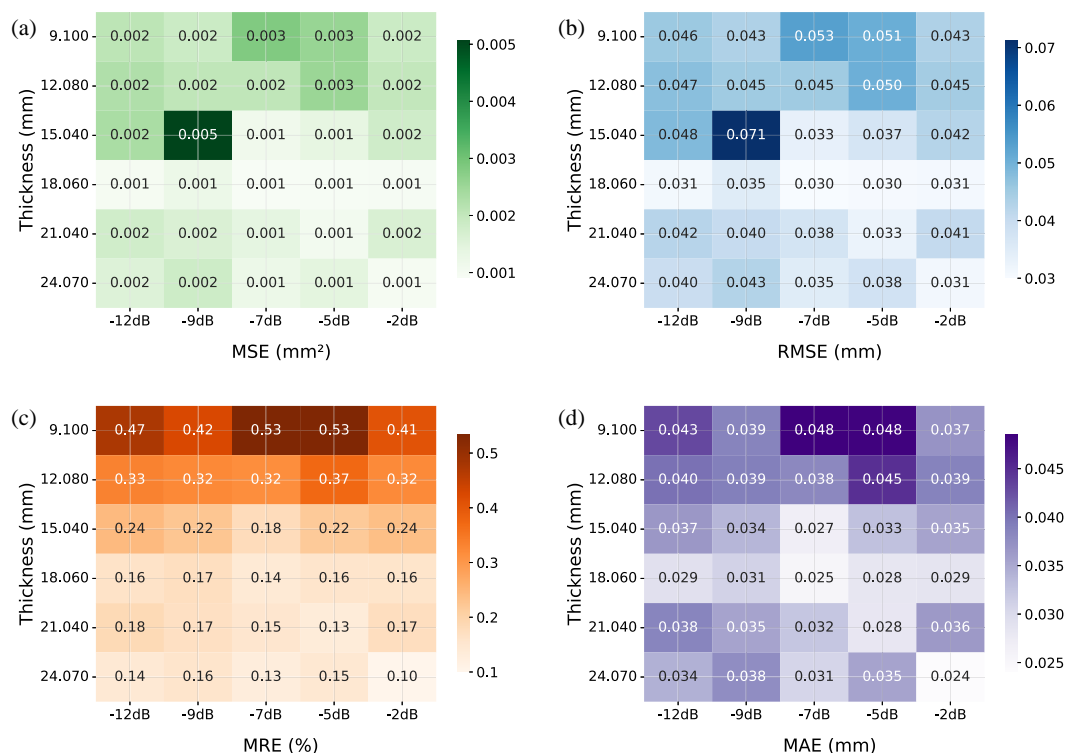 (a)
Thickness (mm)
9.100 0.002 0.002 0.003 0.003 0.002
12.080 0.002 0.002 0.002 0.003 0.002
15.040 0.002 0.005 0.001 0.001 0.002
18.060 0.001 0.001 0.001 0.001 0.001
21.040 0.002 0.002 0.001 0.001 0.002
24.070 0.002 0.002 0.001 0.001 0.001
-12dB -9dB -7dB -5dB -2dB
MSE (mm²)
0.005
0.004
0.003
0.002
0.002
0.001
(b)
Thickness (mm)
9.100 0.046 0.043 0.053 0.051 0.043
12.080 0.047 0.045 0.045 0.050 0.045
15.040 0.048 0.071 0.033 0.037 0.042
18.060 0.031 0.035 0.030 0.030 0.031
21.040 0.042 0.040 0.038 0.033 0.041
24.070 0.040 0.043 0.035 0.038 0.031
-12dB -9dB -7dB -5dB -2dB
RMSE (mm)
0.07
0.06
0.05
0.04
0.03
(c)
Thickness (mm)
9.100 0.47 0.42 0.53 0.53 0.41
12.080 0.33 0.32 0.32 0.37 0.32
15.040 0.24 0.22 0.18 0.22 0.24
18.060 0.16 0.17 0.14 0.16 0.16
21.040 0.18 0.17 0.15 0.13 0.17
24.070 0.14 0.16 0.13 0.15 0.10
-12dB -9dB -7dB -5dB -2dB
MRE (%)
0.5
0.4
0.3
0.2
0.1
(d)
Thickness (mm)
9.100 0.043 0.039 0.048 0.048 0.037
12.080 0.040 0.039 0.038 0.045 0.039
15.040 0.037 0.034 0.027 0.033 0.035
18.060 0.029 0.031 0.025 0.028 0.029
21.040 0.038 0.035 0.032 0.028 0.036
24.070 0.034 0.038 0.031 0.035 0.024
-12dB -9dB -7dB -5dB -2dB
MAE (mm)
0.045
0.040
0.035
0.030
0.025